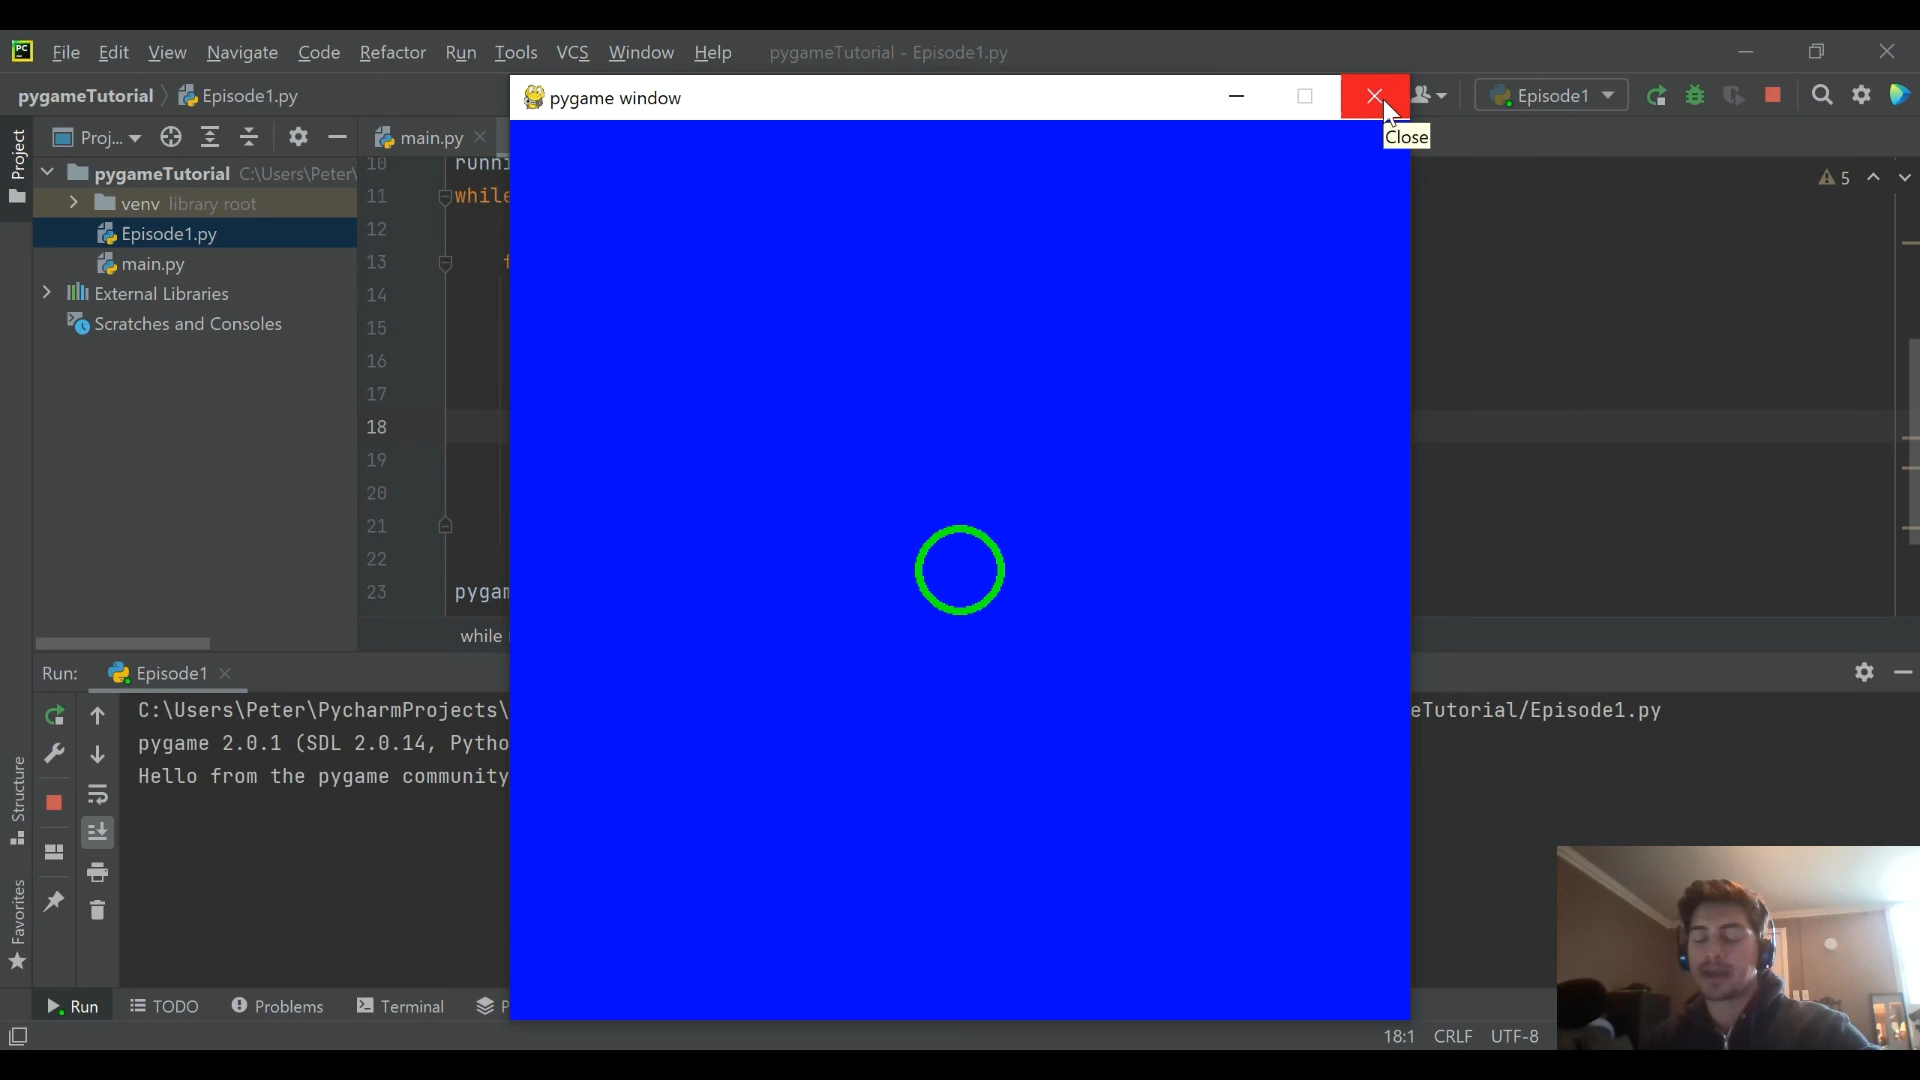 PC File Edit View Navigate Code Refactor Run Tools VCS Window Help pygameTutorial - Episode1.py
pygameTutorial Episode1.py
pygame window
Episode1
Close
Project
Proj...
main.py
pygameTutorial C:\Users\Peter\
venv library root
Episode1.py
main.py
External Libraries
Scratches and Consoles
10
11 while
12
13
14
15
16
17
18
19
20
21
22
23 pygam
while
5
Run: Episode1
C:\Users\Peter\PycharmProjects\
eTutorial/Episode1.py
pygame 2.0.1 (SDL 2.0.14, Pytho
Hello from the pygame community
Structure
Favorites
Run TODO Problems Terminal P
18:1 CRLF UTF-8